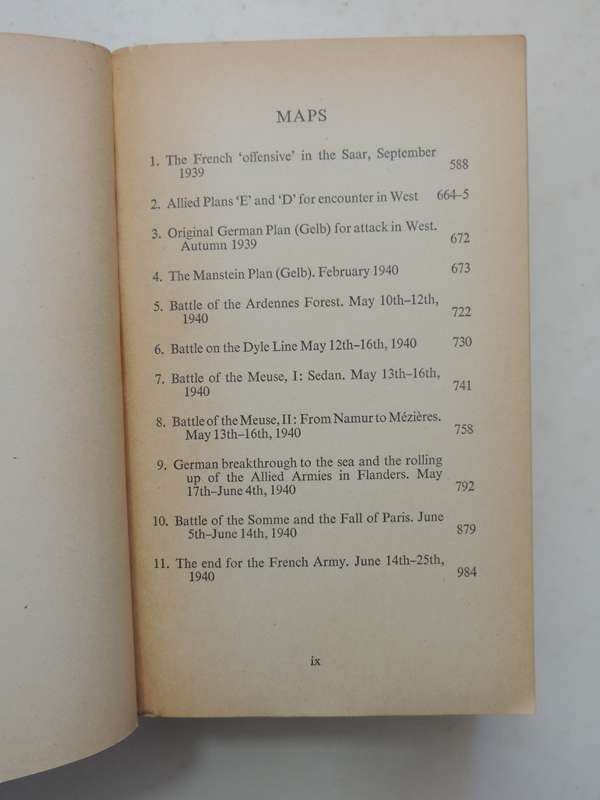 MAPS
1. The French ‘offensive’ in the Saar, September
1939 588
2. Allied Plans ‘E’ and ‘D’ for encounter in West 664–5
3. Original German Plan (Gelb) for attack in West.
Autumn 1939 672
4. The Manstein Plan (Gelb). February 1940 673
5. Battle of the Ardennes Forest. May 10th–12th,
1940 722
6. Battle on the Dyle Line May 12th–16th, 1940 730
7. Battle of the Meuse, I: Sedan. May 13th–16th,
1940 741
8. Battle of the Meuse, II: From Namur to Mézières.
May 13th–16th, 1940 758
9. German breakthrough to the sea and the rolling
up of the Allied Armies in Flanders. May
17th–June 4th, 1940 792
10. Battle of the Somme and the Fall of Paris. June
5th–June 14th, 1940 879
11. The end for the French Army. June 14th–25th,
1940 984
ix